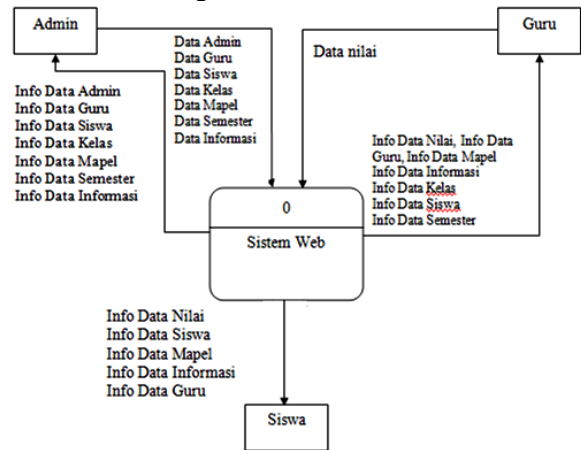 Admin
Guru
Data Admin
Data Guru
Data Siswa
Data Kelas
Data Mapel
Data Semester
Data Informasi
Data nilai
Info Data Admin
Info Data Guru
Info Data Siswa
Info Data Kelas
Info Data Mapel
Info Data Semester
Info Data Informasi
Info Data Nilai, Info Data
Guru, Info Data Mapel
Info Data Informasi
Info Data Kelas
Info Data Siswa
Info Data Semester
0
Sistem Web
Info Data Nilai
Info Data Siswa
Info Data Mapel
Info Data Informasi
Info Data Guru
Siswa